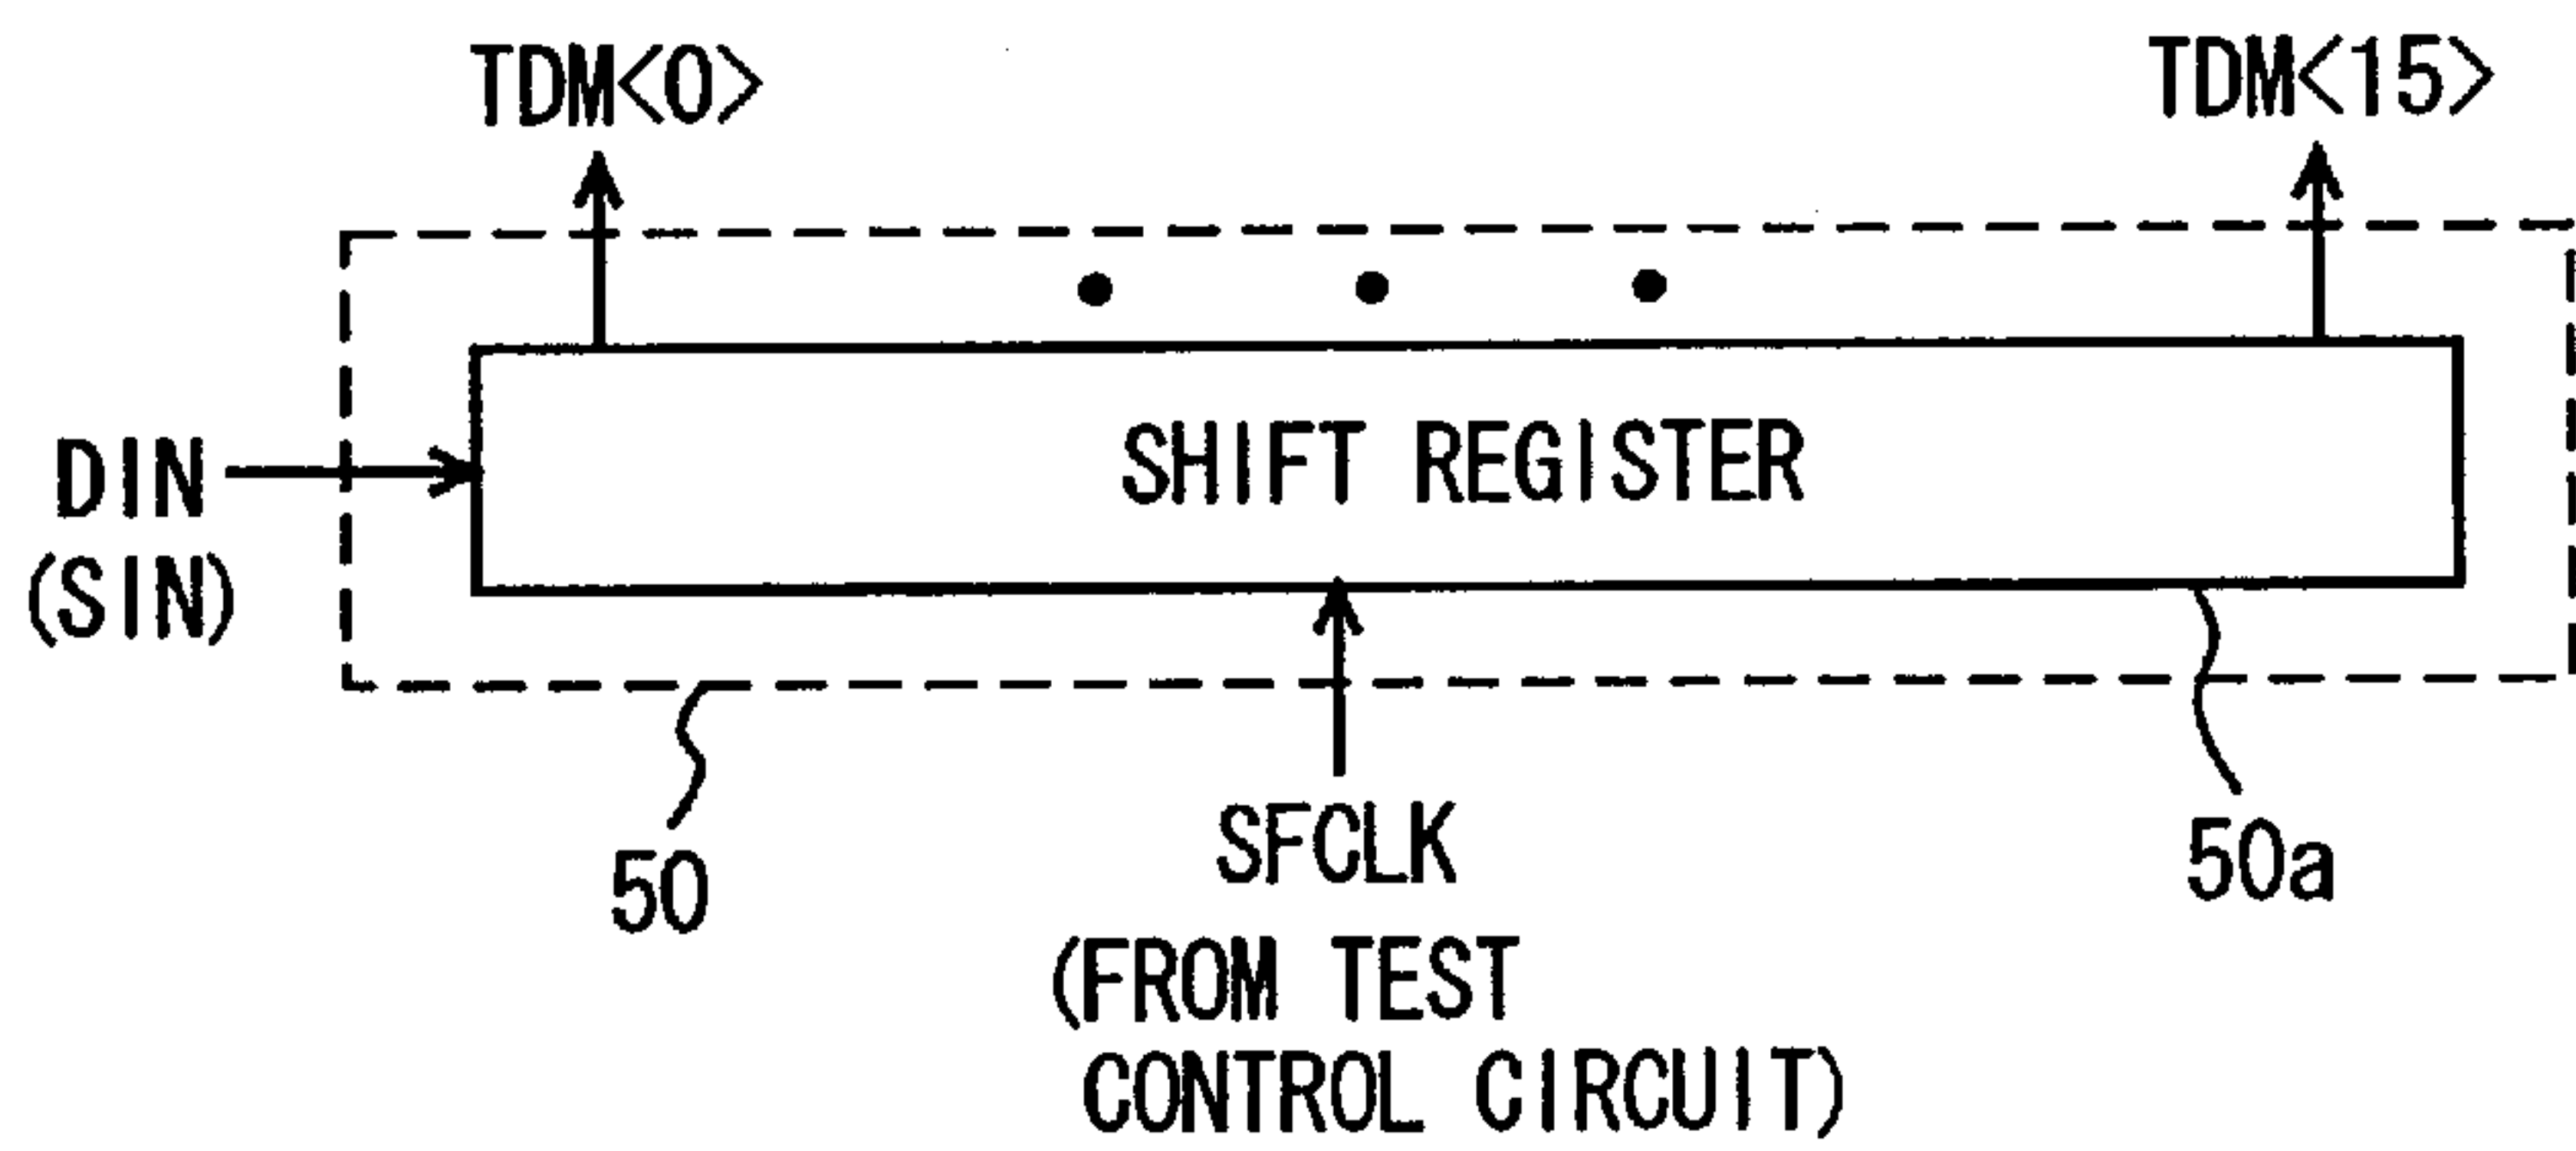 TDM<0>
TDM<15>
SHIFT REGISTER
DIN
(SIN)
SFCLK
(FROM TEST
CONTROL CIRCUIT)
50
50a